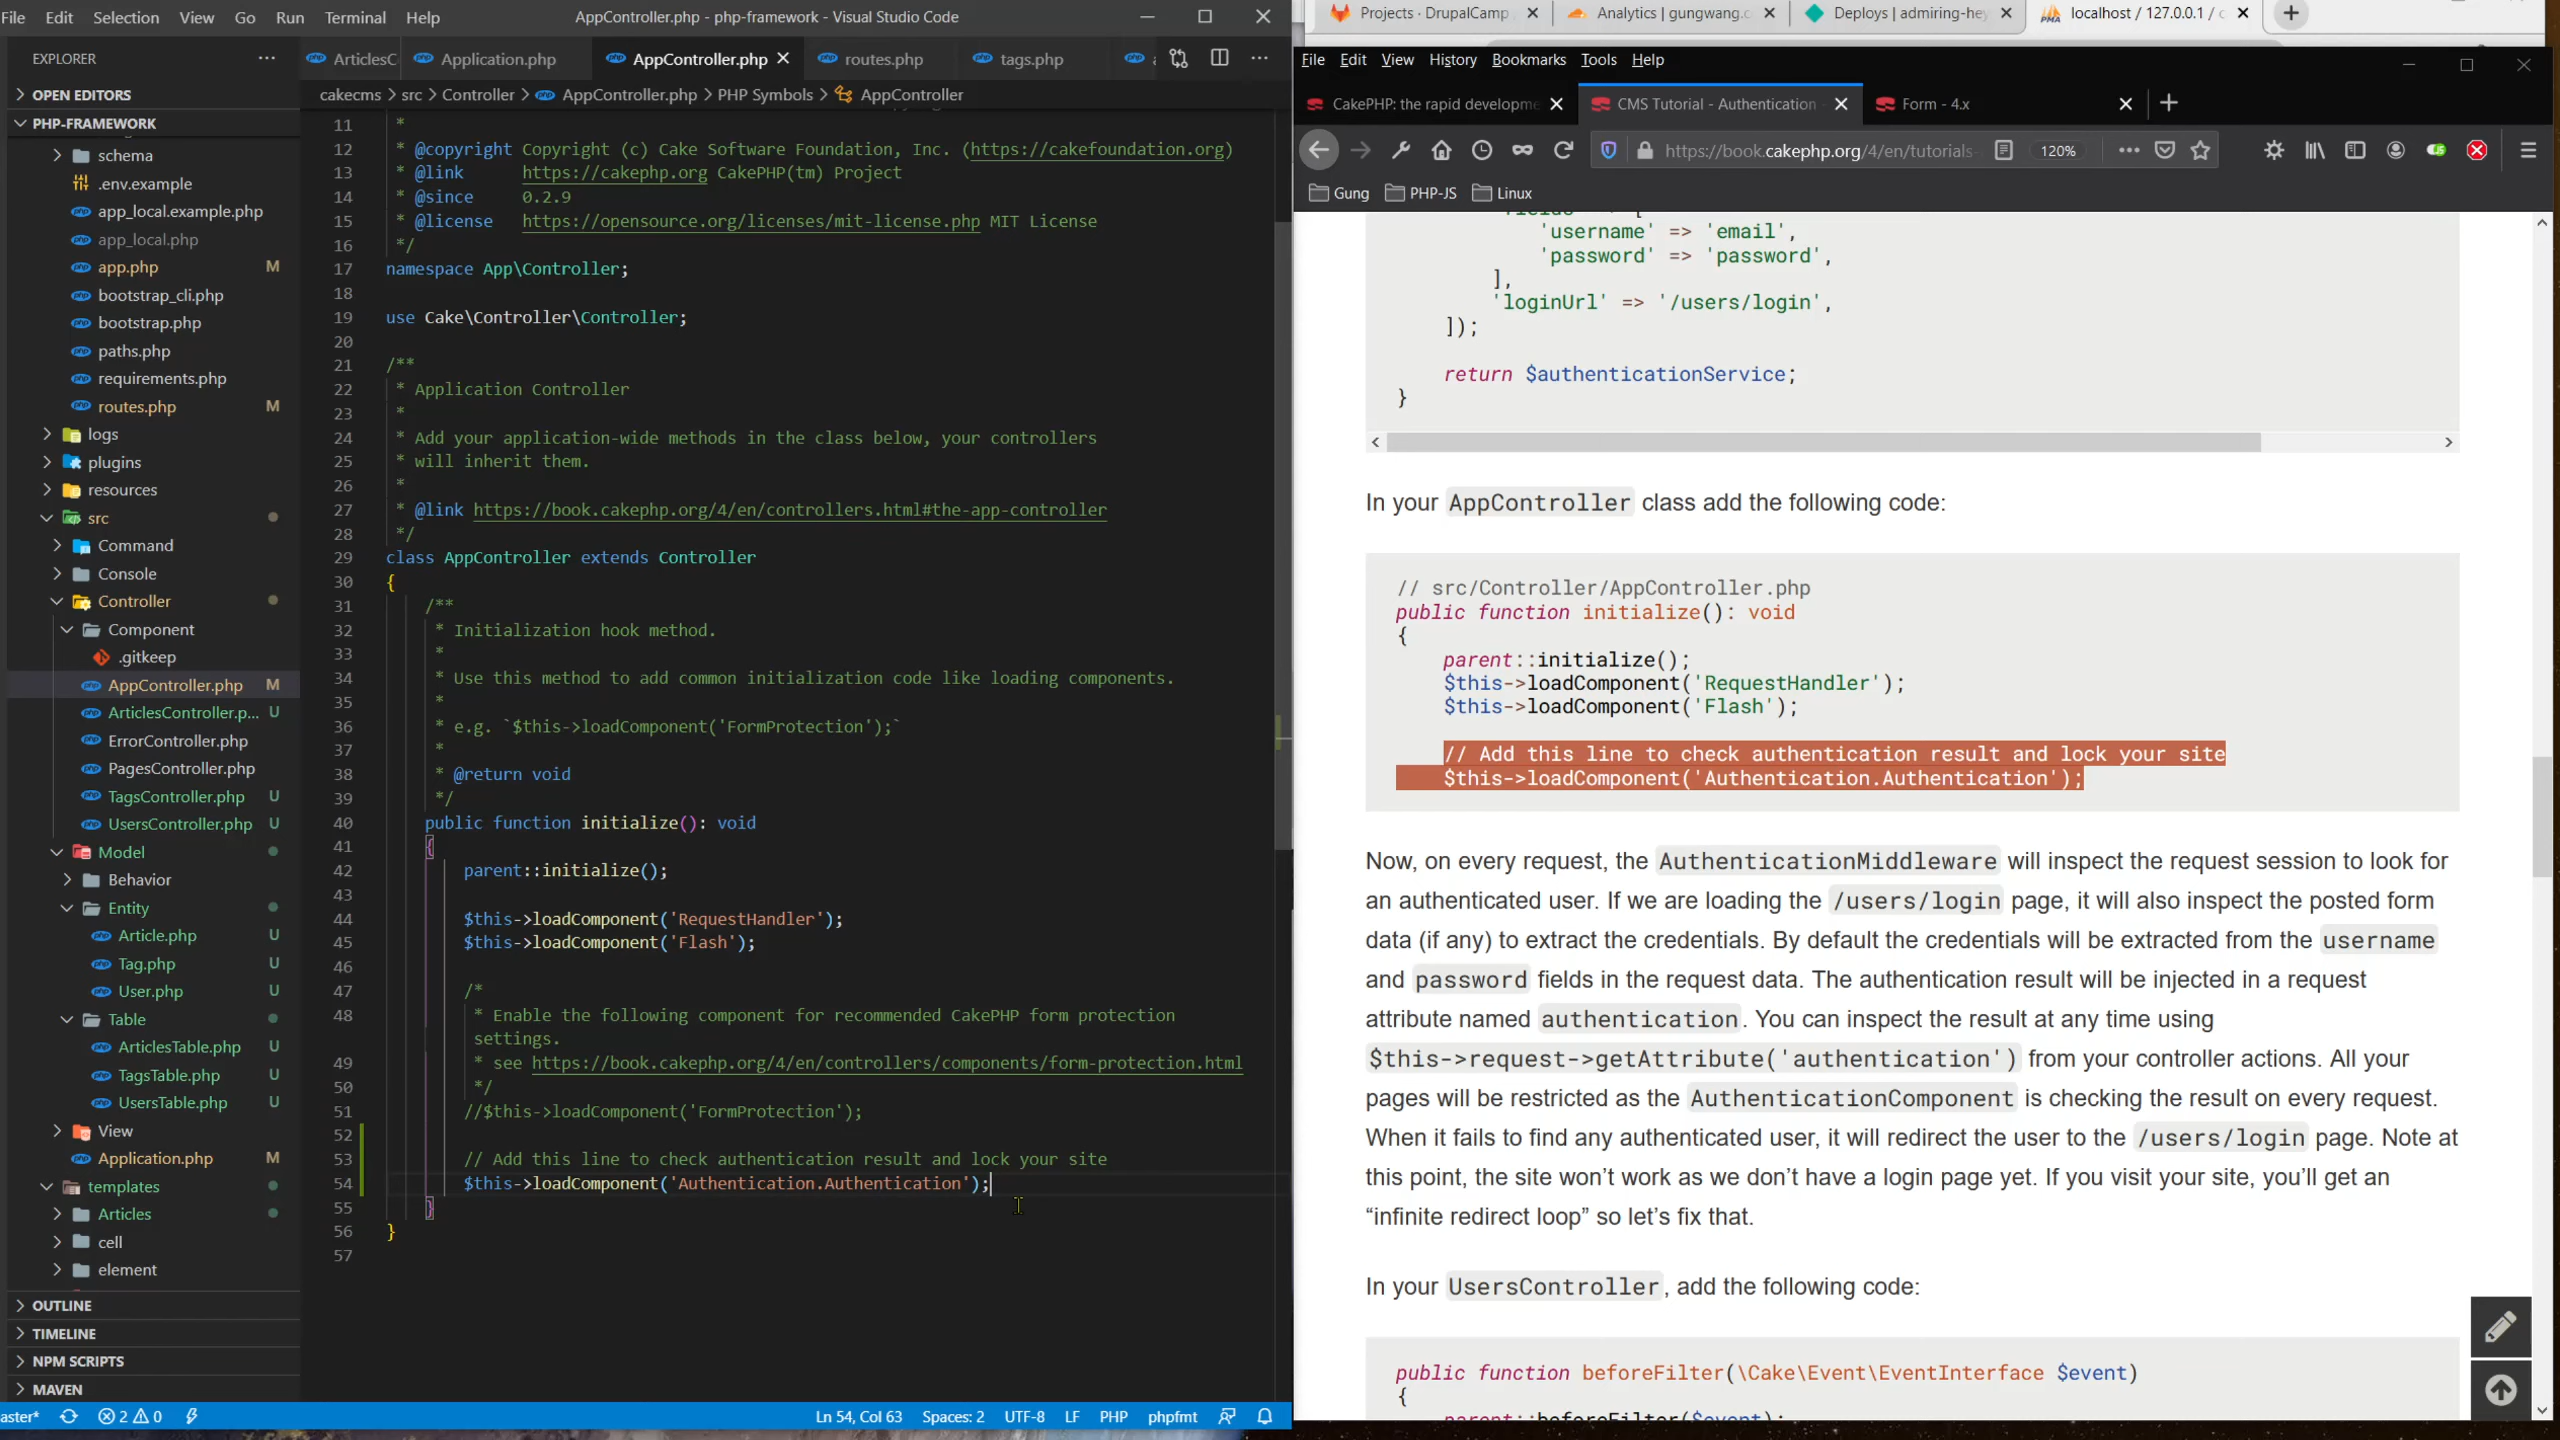 File Edit Selection View Go Run Terminal Help
AppController.php - php-framework - Visual Studio Code
EXPLORER
OPEN EDITORS
PHP-FRAMEWORK
schema
.env.example
app_local.example.php
app_local.php
app.php M
bootstrap_cli.php
bootstrap.php
paths.php
requirements.php
routes.php M
logs
plugins
resources
src
Command
Console
Controller
Component
.gitkeep
AppController.php M
ArticlesController.p... U
ErrorController.php
PagesController.php
TagsController.php U
UsersController.php U
Model
Behavior
Entity
Article.php U
Tag.php U
User.php U
Table
ArticlesTable.php U
TagsTable.php U
UsersTable.php U
View
Application.php M
templates
Articles
cell
element
OUTLINE
TIMELINE
NPM SCRIPTS
MAVEN
ArticlesC Application.php AppController.php routes.php tags.php
cakecms > src > Controller > AppController.php > PHP Symbols > AppController
11 *
12 * @copyright Copyright (c) Cake Software Foundation, Inc. (https://cakefoundation.org)
13 * @link https://cakephp.org CakePHP(tm) Project
14 * @since 0.2.9
15 * @license https://opensource.org/licenses/mit-license.php MIT License
16 */
17 namespace App\Controller;
18
19 use Cake\Controller\Controller;
20
21 /**
22 * Application Controller
23 *
24 * Add your application-wide methods in the class below, your controllers
25 * will inherit them.
26 *
27 * @link https://book.cakephp.org/4/en/controllers.html#the-app-controller
28 */
29 class AppController extends Controller
30 {
31 /**
32 * Initialization hook method.
33 *
34 * Use this method to add common initialization code like loading components.
35 *
36 * e.g. `$this->loadComponent('FormProtection');`
37 *
38 * @return void
39 */
40 public function initialize(): void
41 {
42 parent::initialize();
43
44 $this->loadComponent('RequestHandler');
45 $this->loadComponent('Flash');
46
47 /*
48 * Enable the following component for recommended CakePHP form protection
settings.
49 * see https://book.cakephp.org/4/en/controllers/components/form-protection.html
50 */
51 //$this->loadComponent('FormProtection');
52
53 // Add this line to check authentication result and lock your site
54 $this->loadComponent('Authentication.Authentication');
55 }
56 }
57
aster* 2 0 Ln 54, Col 63 Spaces: 2 UTF-8 LF PHP phpfmt
Projects · DrupalCamp Analytics | gungwang.c Deploys | admiring-hey localhost / 127.0.0.1 / c
File Edit View History Bookmarks Tools Help
CakePHP: the rapid developme CMS Tutorial - Authentication Form - 4.x
https://book.cakephp.org/4/en/tutorials- 120%
Gung PHP-JS Linux
'fields' => [
'username' => 'email',
'password' => 'password',
],
'loginUrl' => '/users/login',
]);
return $authenticationService;
}
In your AppController class add the following code:
// src/Controller/AppController.php
public function initialize(): void
{
parent::initialize();
$this->loadComponent('RequestHandler');
$this->loadComponent('Flash');
// Add this line to check authentication result and lock your site
$this->loadComponent('Authentication.Authentication');
Now, on every request, the AuthenticationMiddleware will inspect the request session to look for
an authenticated user. If we are loading the /users/login page, it will also inspect the posted form
data (if any) to extract the credentials. By default the credentials will be extracted from the username
and password fields in the request data. The authentication result will be injected in a request
attribute named authentication. You can inspect the result at any time using
$this->request->getAttribute('authentication') from your controller actions. All your
pages will be restricted as the AuthenticationComponent is checking the result on every request.
When it fails to find any authenticated user, it will redirect the user to the /users/login page. Note at
this point, the site won’t work as we don’t have a login page yet. If you visit your site, you’ll get an
“infinite redirect loop” so let’s fix that.
In your UsersController, add the following code:
public function beforeFilter(\Cake\Event\EventInterface $event)
{
parent::beforeFilter($event);